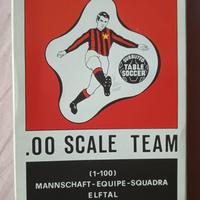 SUBBUTEO
TABLE
SOCCER
.00 SCALE TEAM
(1-100)
MANNSCHAFT-EQUIPE-SQUADRA
ELFTAL